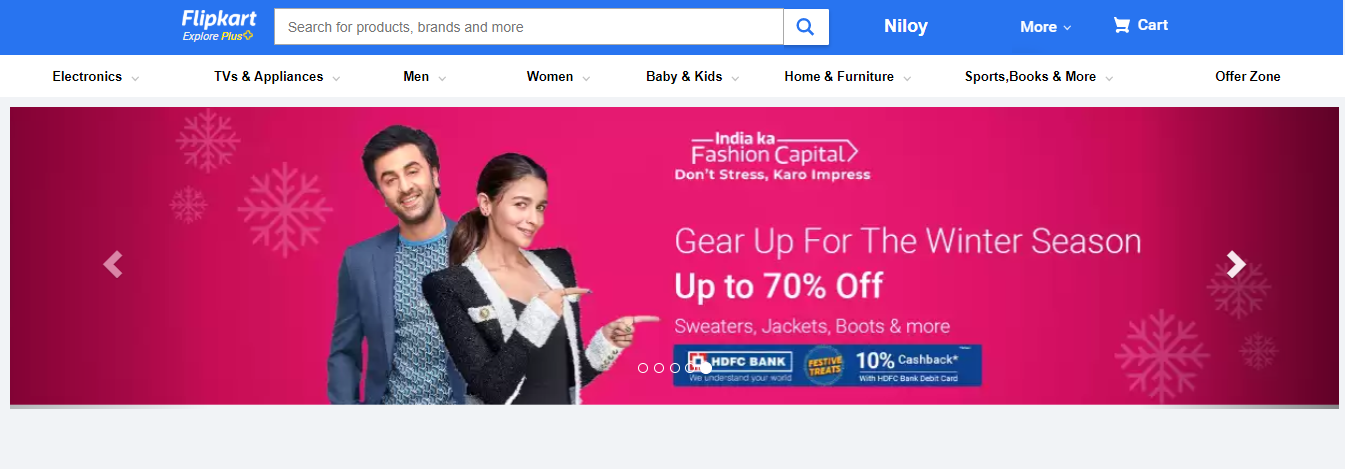 Flipkart
Explore Plus
Search for products, brands and more
Niloy
More
Cart
Electronics
TVs & Appliances
Men
Women
Baby & Kids
Home & Furniture
Sports,Books & More
Offer Zone
India ka
Fashion Capital
Don't Stress, Karo Impress
Gear Up For The Winter Season
Up to 70% Off
Sweaters, Jackets, Boots & more
HDFC BANK
We understand your world
FESTIVE
TREATS
10% Cashback*
With HDFC Bank Debit Card